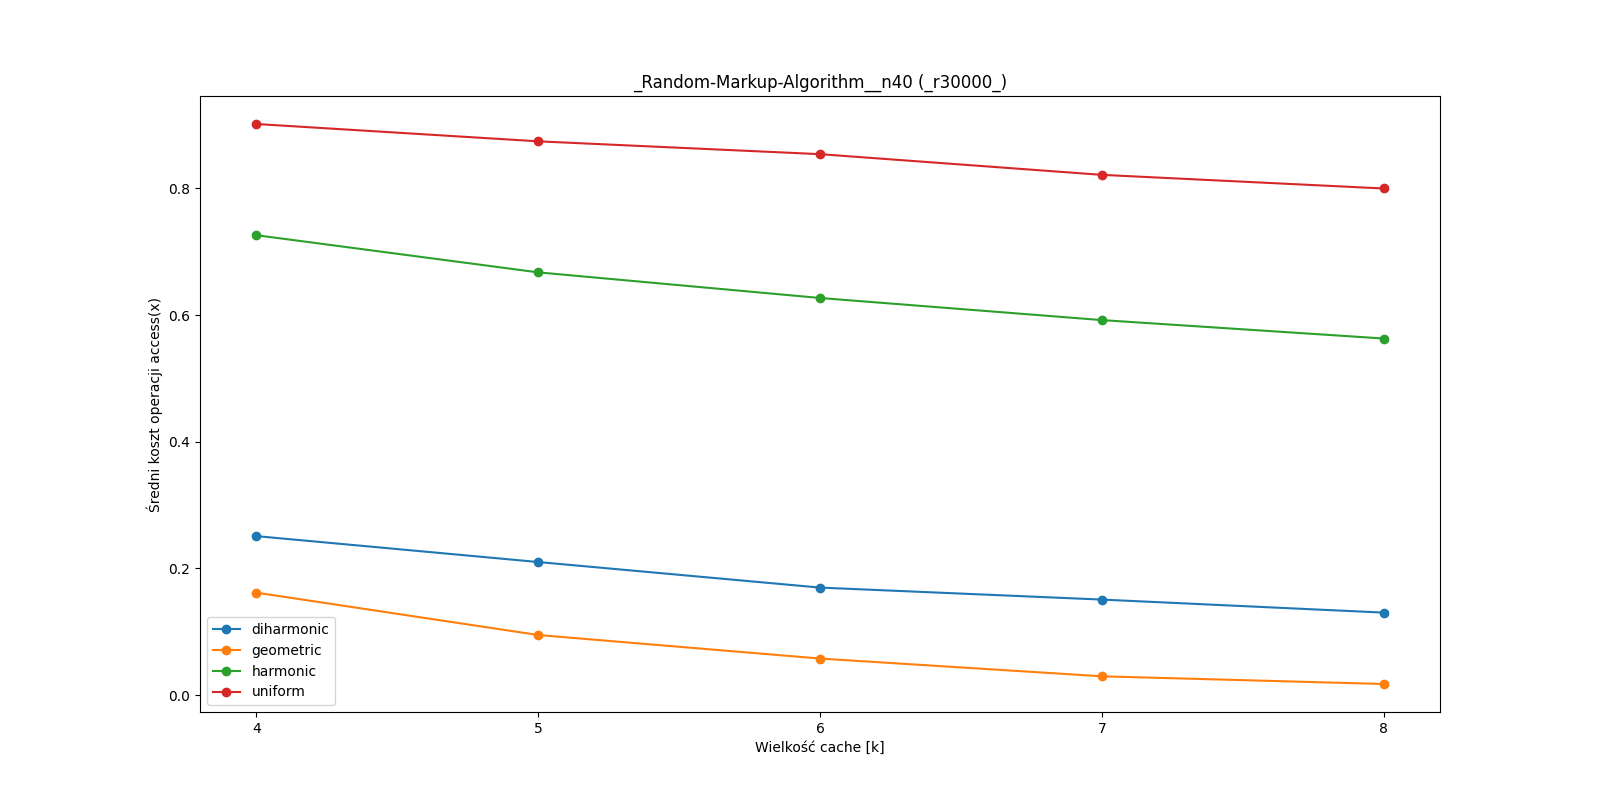 _Random-Markup-Algorithm__n40 (_r30000_)
Średni koszt operacji access(x)
0.8
0.6
0.4
0.2
0.0
diharmonic
geometric
harmonic
uniform
4 5 6 7 8
Wielkość cache [k]